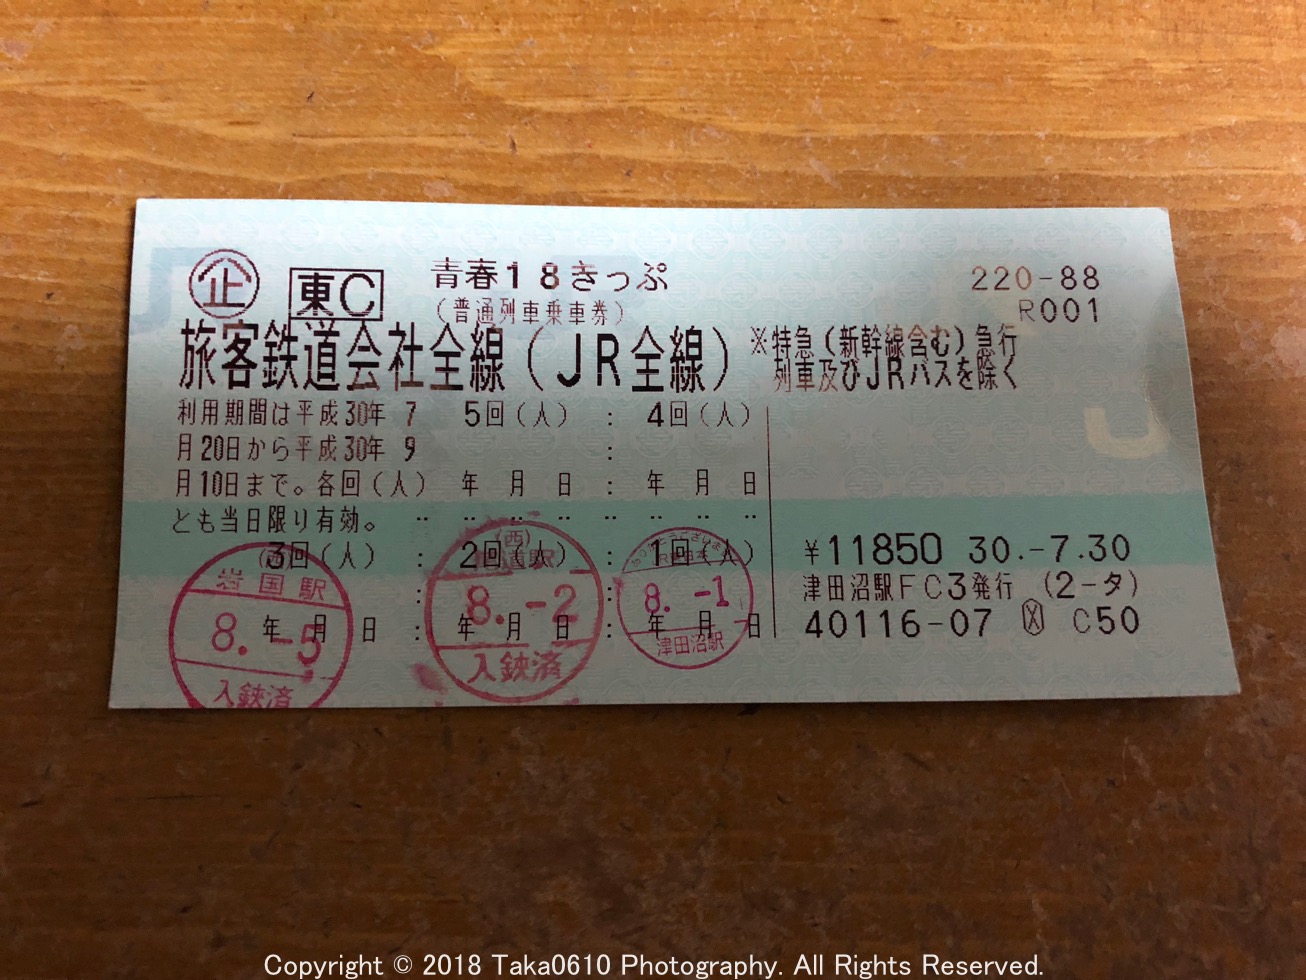 企 東C 青春18きっぷ 220-88
(普通列車乗車券) R001
旅客鉄道会社全線(JR全線) ※特急(新幹線含む)急行
列車及びJRバスを除く
利用期間は平成30年7 5回(人) : 4回(人)
月20日から平成30年9 :
月10日まで。各回(人) 年 月 日 : 年 月 日
とも当日限り有効。
3回(人) : 2回(人) : 1回(人)
年 月 日 : 年 月 日 : 年 月 日
¥11850 30.-7.30
津田沼駅FC3発行 (2-タ)
40116-07 X C50
岩国駅
8.-5
入鋏済
(西)
駅
8.-2
入鋏済
8.-1
津田沼駅
Copyright © 2018 Taka0610 Photography. All Rights Reserved.